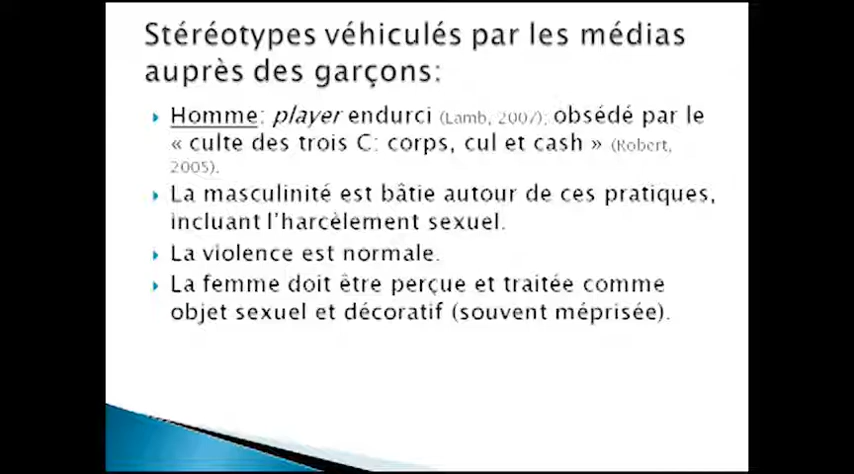 Stéréotypes véhiculés par les médias
auprès des garçons:
Homme: player endurci (Lamb, 2007); obsédé par le
« culte des trois C: corps, cul et cash » (Robert,
2005).
La masculinité est bâtie autour de ces pratiques,
incluant l'harcèlement sexuel.
La violence est normale.
La femme doit être perçue et traitée comme
objet sexuel et décoratif (souvent méprisée).